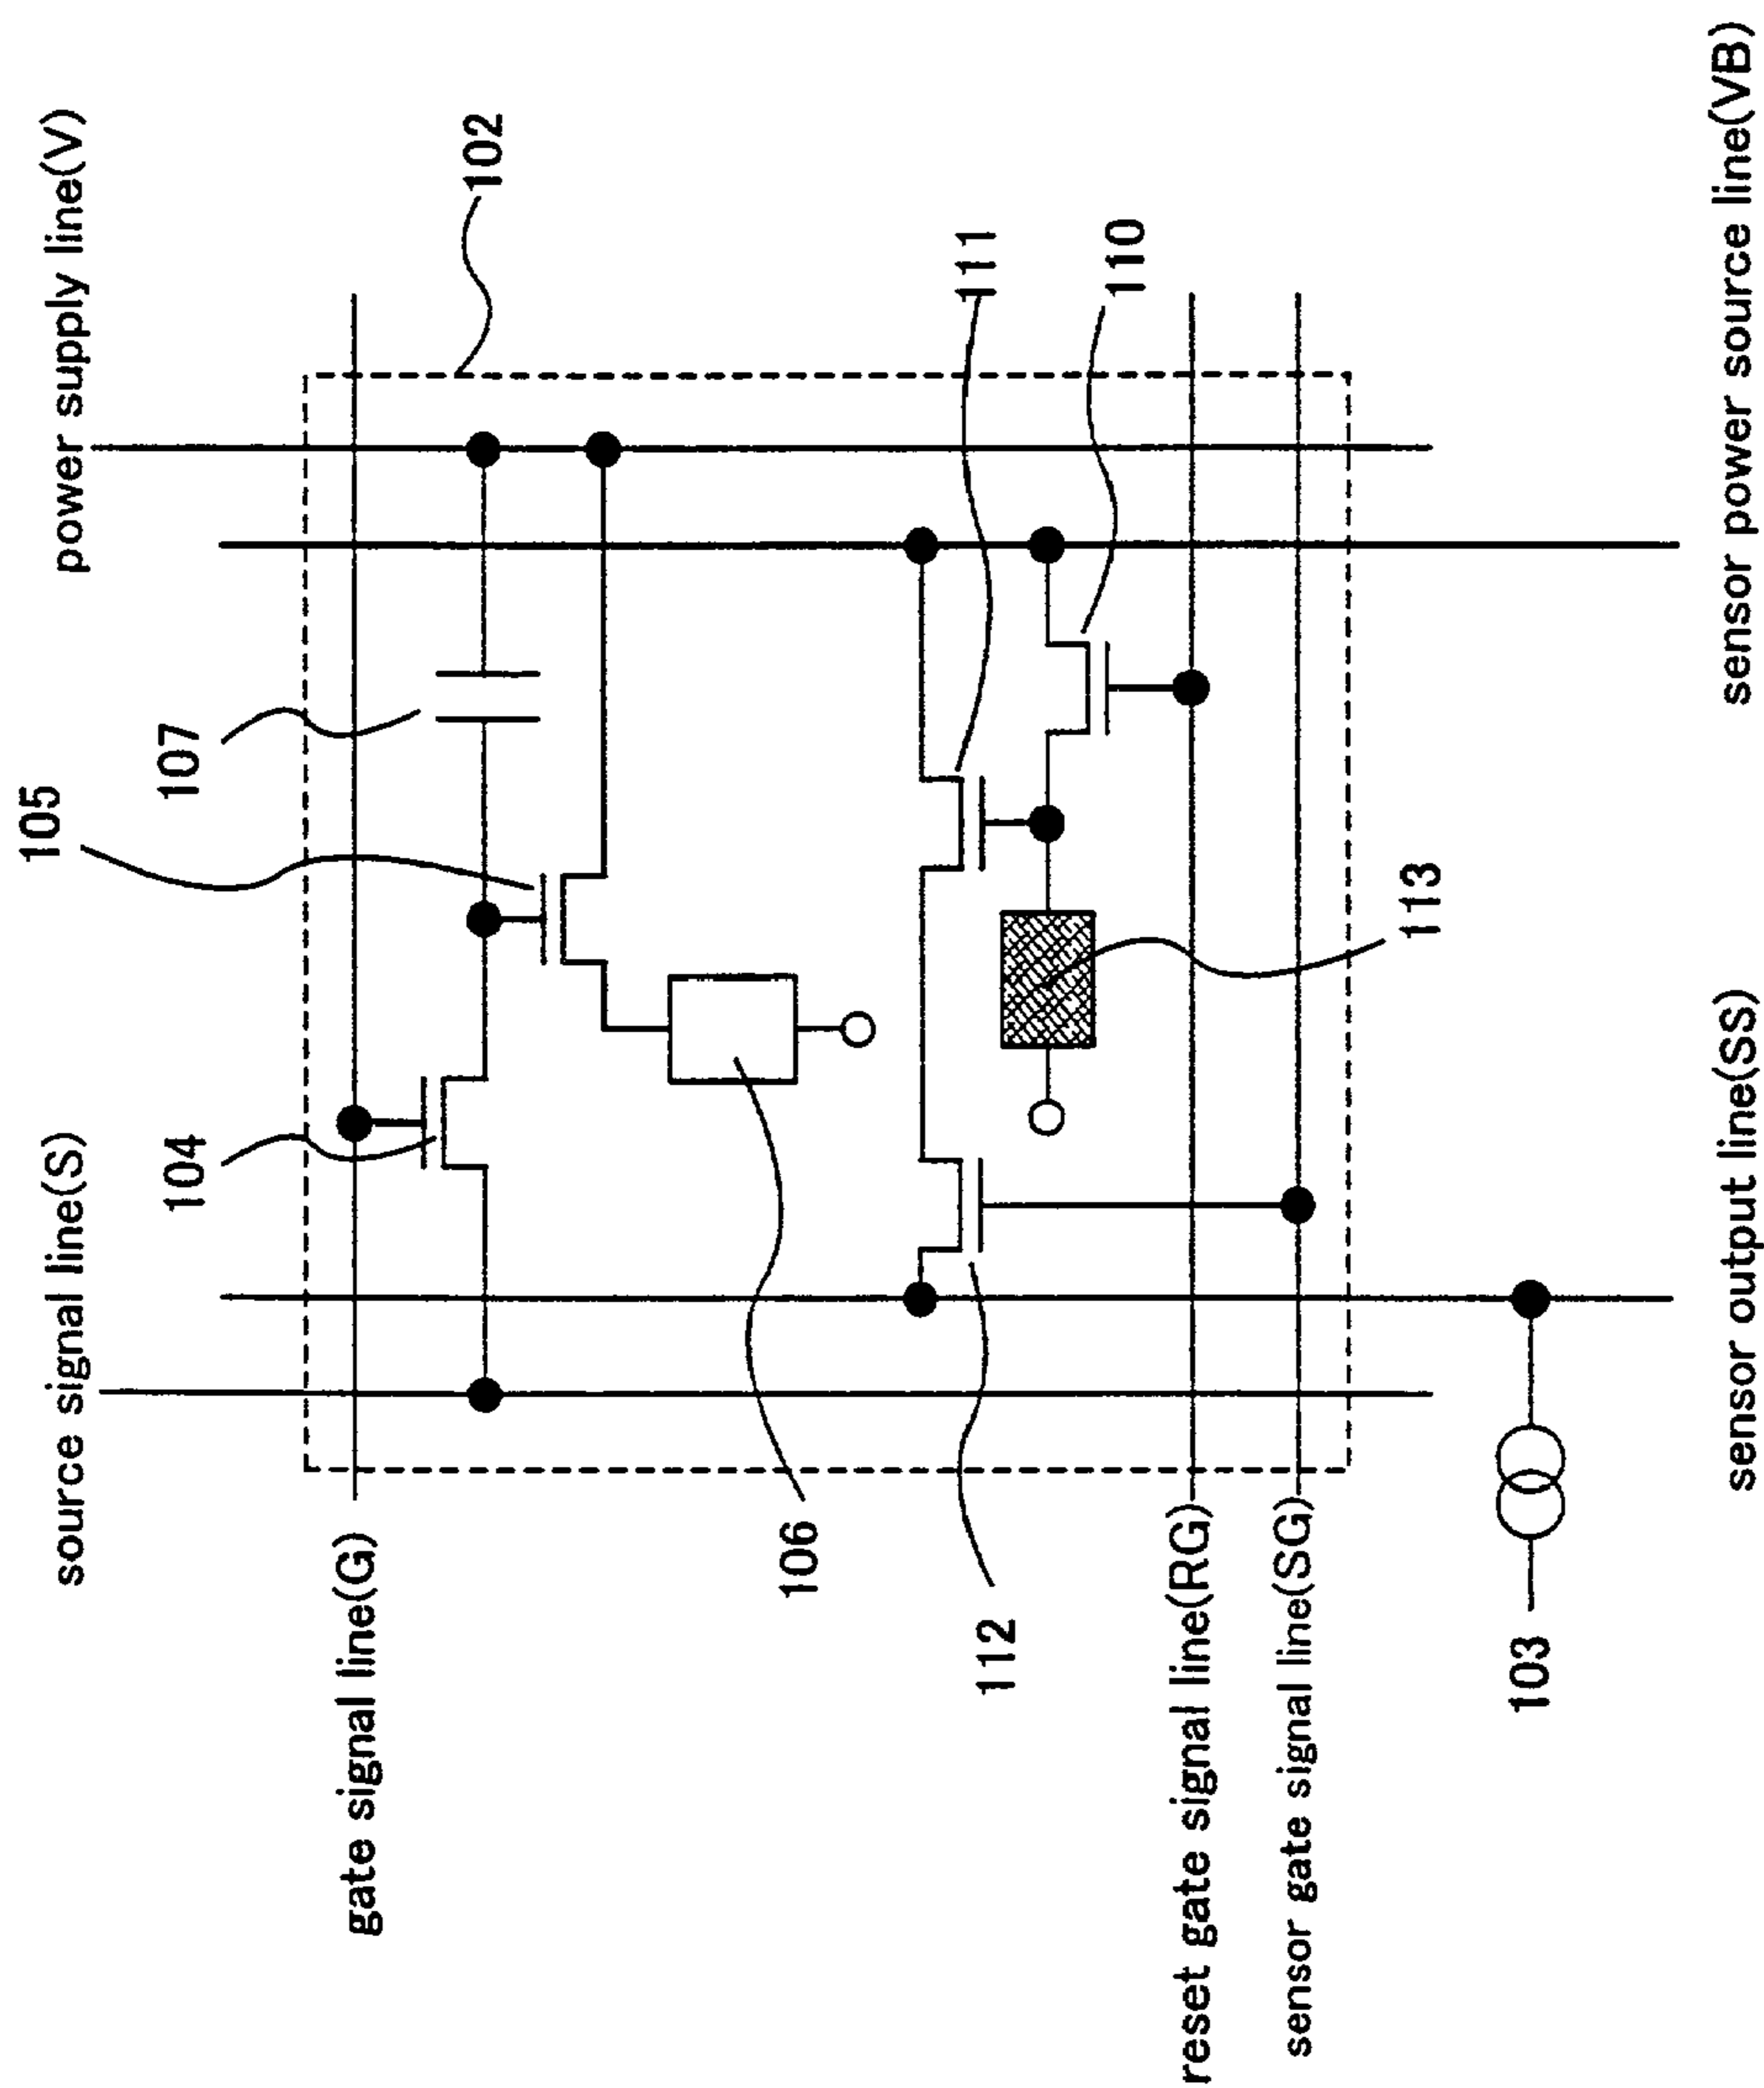 source signal line(S)
power supply line(V)
105
104
107
102
gate signal line(G)
106
111
112
110
113
reset gate signal line(RG)
sensor gate signal line(SG)
103
sensor output line(SS)
sensor power source line(VB)